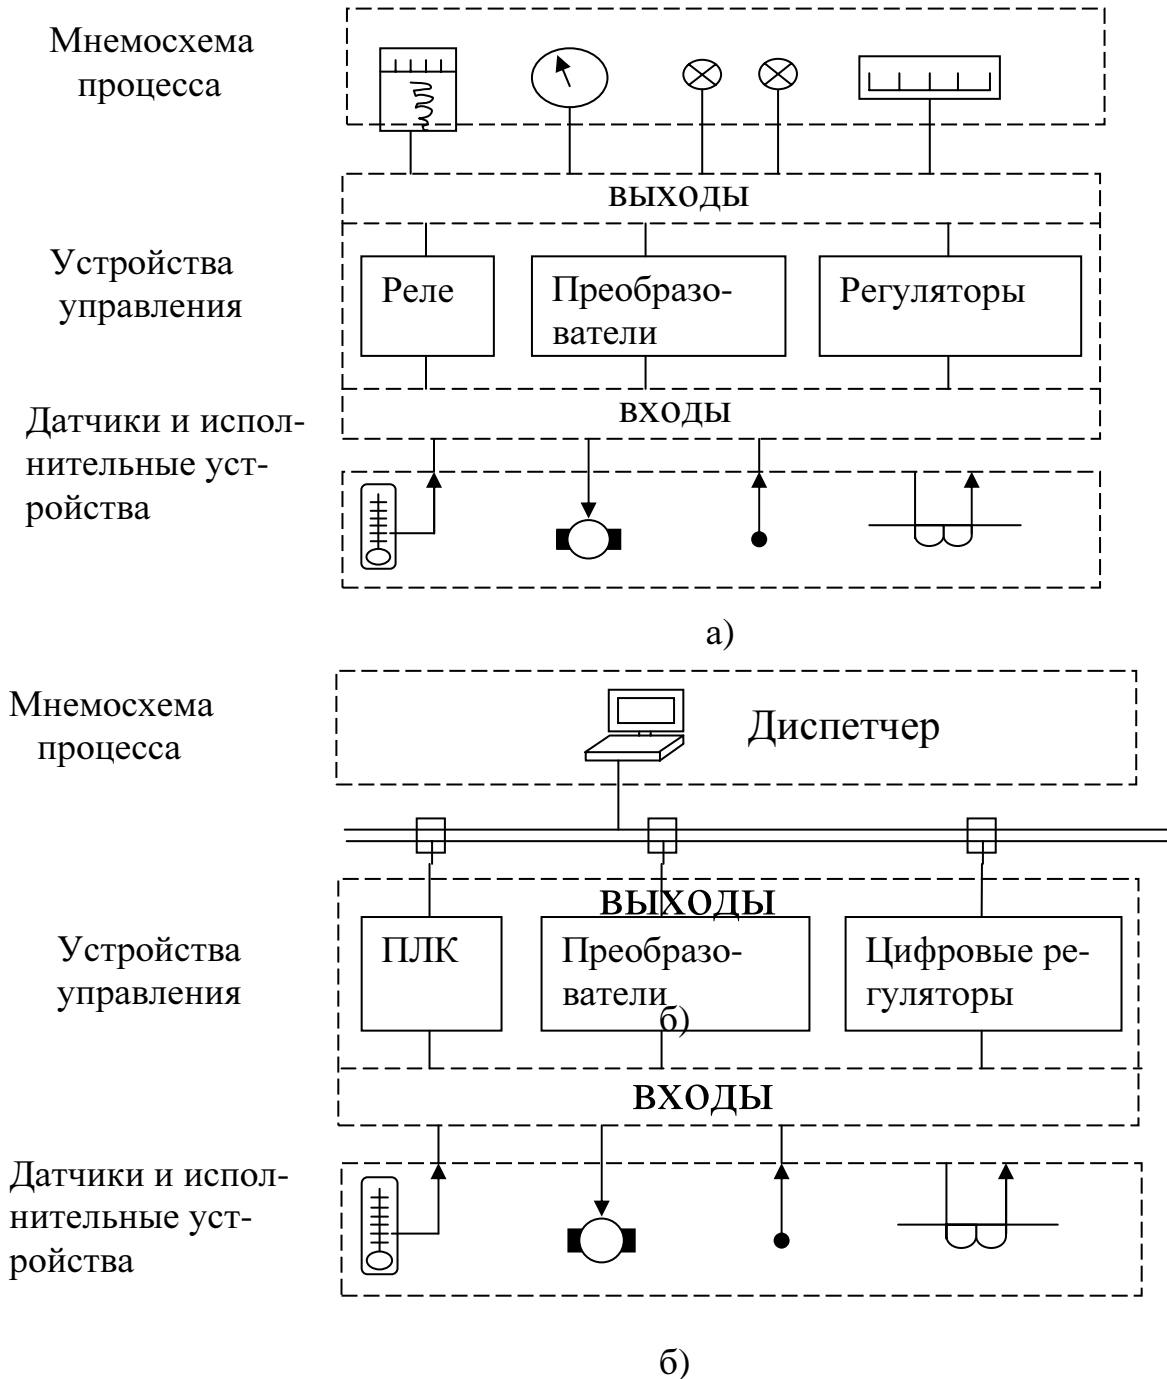 Мнемосхема
процесса
ВЫХОДЫ
Устройства
управления
Реле
Преобразо-
ватели
Регуляторы
ВХОДЫ
Датчики и испол-
нительные уст-
ройства
а)
Мнемосхема
процесса
Диспетчер
ВЫХОДЫ
Устройства
управления
ПЛК
Преобразо-
ватели
Цифровые ре-
гуляторы
б)
ВХОДЫ
Датчики и испол-
нительные уст-
ройства
б)